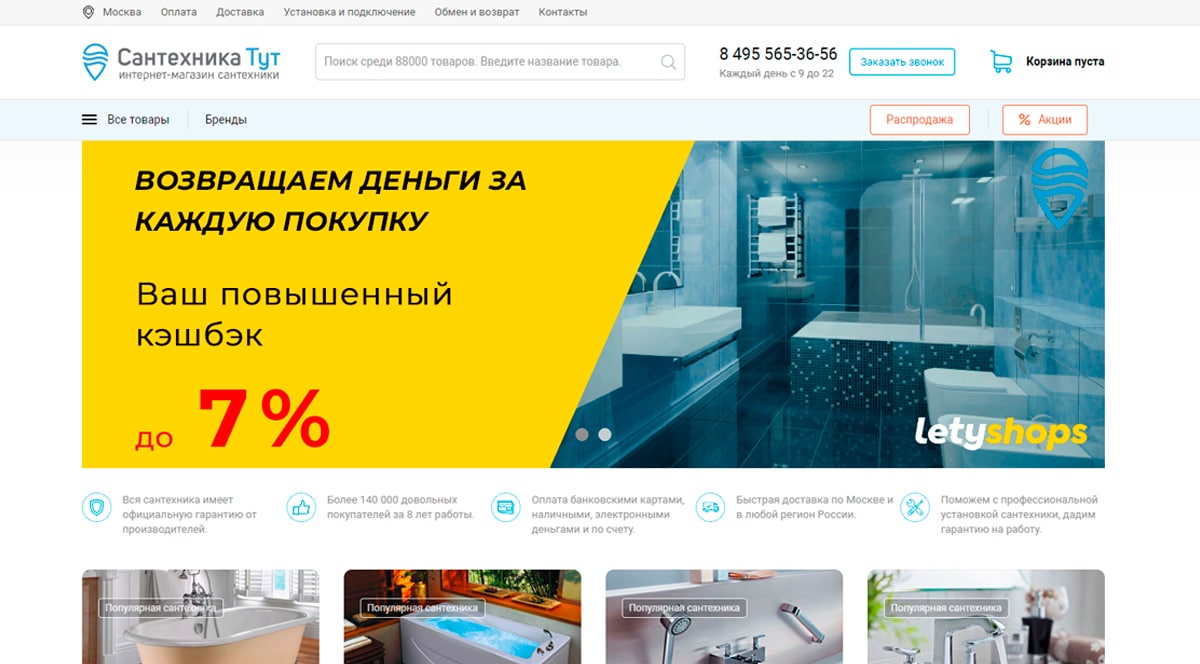 Москва Оплата Доставка Установка и подключение Обмен и возврат Контакты
Сантехника Тут
интернет-магазин сантехники
Поиск среди 88000 товаров. Введите название товара.
8 495 565-36-56
Каждый день с 9 до 22
Заказать звонок
Корзина пуста
Все товары Бренды Распродажа % Акции
ВОЗВРАЩАЕМ ДЕНЬГИ ЗА
КАЖДУЮ ПОКУПКУ
Ваш повышенный
кэшбэк
до 7%
letyshops
Вся сантехника имеет
официальную гарантию от
производителей.
Более 140 000 довольных
покупателей за 8 лет работы.
Оплата банковскими картами,
наличными, электронными
деньгами и по счету.
Быстрая доставка по Москве и
в любой регион России.
Поможем с профессиональной
установкой сантехники, дадим
гарантию на работу.
Популярная сантехника
Популярная сантехника
Популярная сантехника
Популярная сантехника